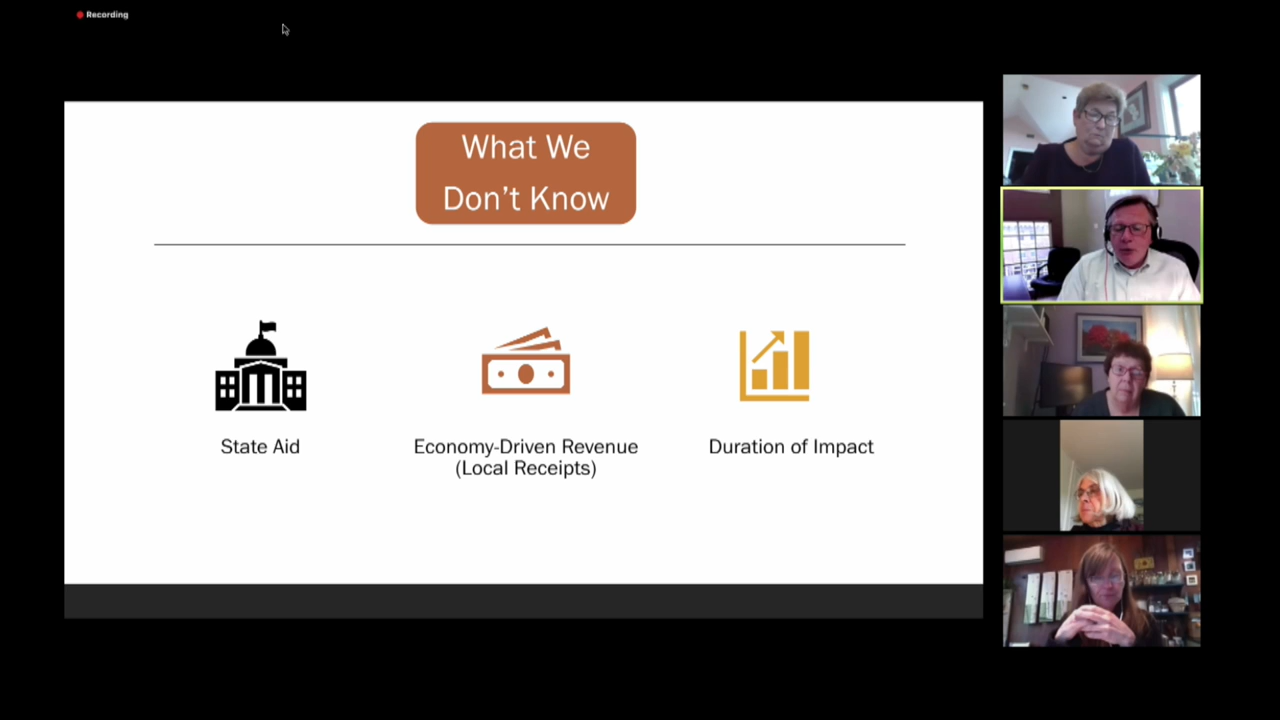 Recording
What We
Don't Know
State Aid
Economy-Driven Revenue
(Local Receipts)
Duration of Impact